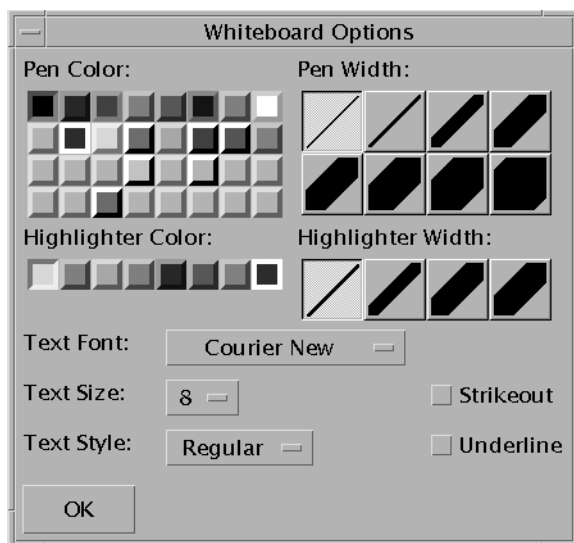 Whiteboard Options
Pen Color:
Pen Width:
Highlighter Color:
Highlighter Width:
Text Font:
Courier New
Text Size:
8
Strikeout
Text Style:
Regular
Underline
OK